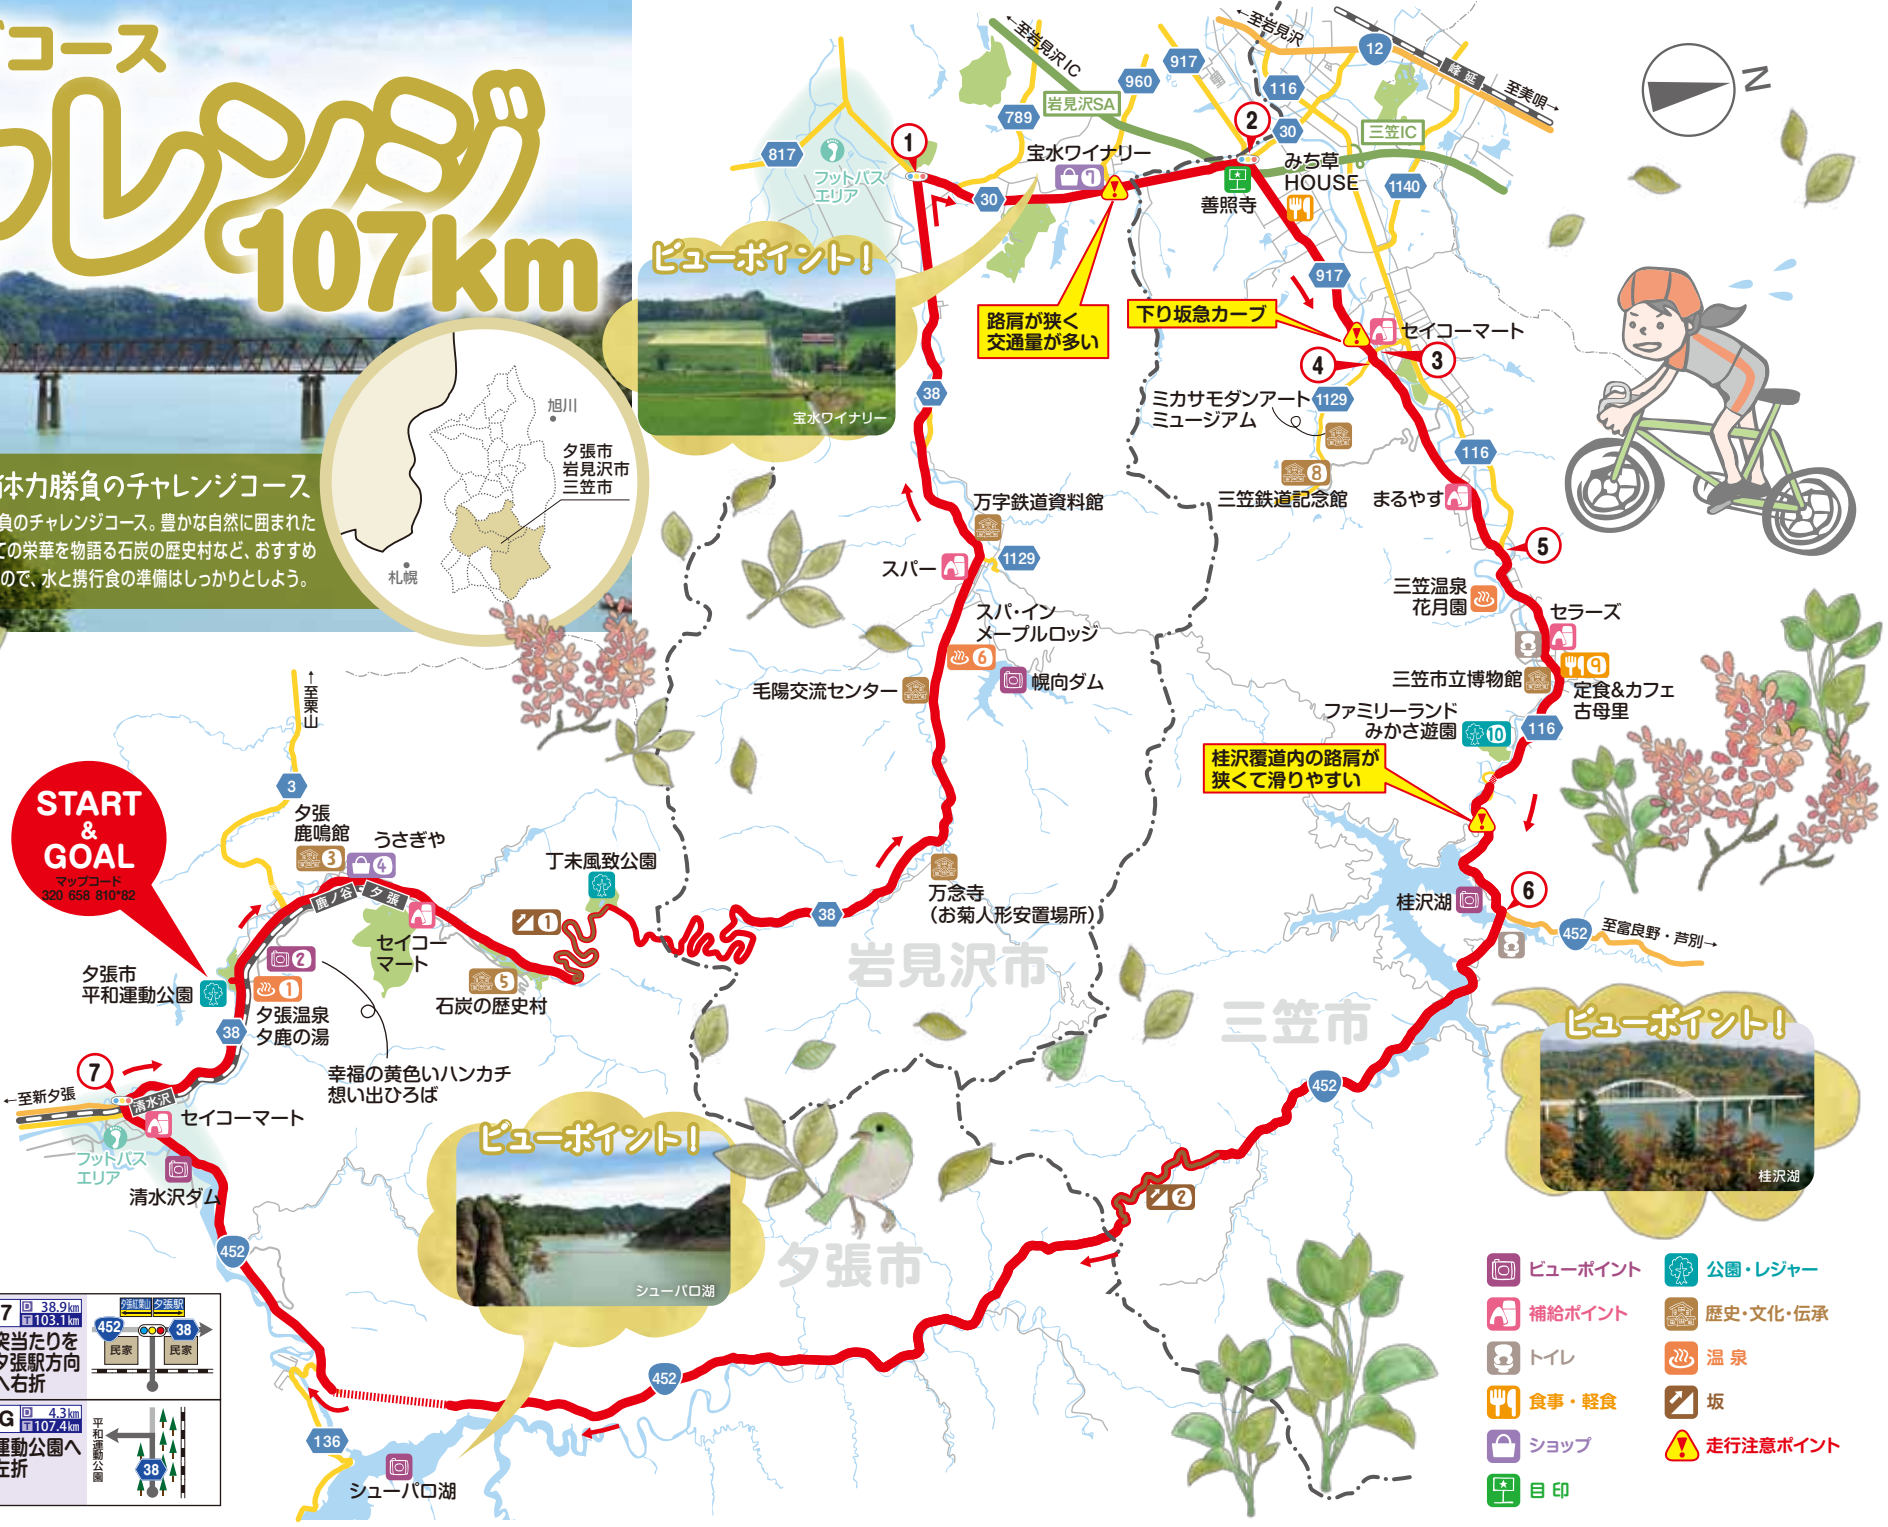 コース
レンジ
107km
体力勝負のチャレンジコース
負のチャレンジコース。豊かな自然に囲まれた
ての栄華を物語る石炭の歴史村など、おすすめ
ので、水と携行食の準備はしっかりとしよう。
旭川
夕張市
岩見沢市
三笠市
札幌
←至岩見沢IC
←至岩見沢
12
峰延
至美唄→
N
917
960
116
789
岩見沢SA
30
三笠IC
1
2
817
フットパス
エリア
宝水ワイナリー
7
みち草
HOUSE
1140
30
善照寺
ビューポイント!
宝水ワイナリー
917
路肩が狭く
交通量が多い
下り坂急カーブ
セイコーマート
4
3
38
ミカサモダンアート
ミュージアム
1129
116
8
三笠鉄道記念館
まるやす
万字鉄道資料館
5
スパー
1129
三笠温泉
花月園
セラーズ
スパ・イン
メープルロッジ
6
9
毛陽交流センター
幌向ダム
三笠市立博物館
定食&カフェ
古母里
ファミリーランド
みかさ遊園
10
116
桂沢覆道内の路肩が
狭くて滑りやすい
↑至栗山
3
START
&
GOAL
マップコード
320 658 810*82
夕張
鹿鳴館
うさぎや
3
4
丁未風致公園
鹿ノ谷
夕張
1
38
万念寺
(お菊人形安置場所)
桂沢湖
6
452
至富良野・芦別→
2
セイコー
マート
5
石炭の歴史村
岩見沢市
夕張市
平和運動公園
1
夕張温泉
夕鹿の湯
38
三笠市
ビューポイント!
桂沢湖
7
幸福の黄色いハンカチ
想い出ひろば
←至新夕張
清水沢
セイコーマート
452
フットパス
エリア
清水沢ダム
ビューポイント!
シューパロ湖
2
夕張市
452
452
136
シューパロ湖
7
D 38.9km
T 103.1km
突当たりを
夕張駅方向
へ右折
夕張紅葉山
夕張駅
452
38
民家
民家
G
D 4.3km
T 107.4km
運動公園へ
左折
平和運動公園
38
ビューポイント
公園・レジャー
補給ポイント
歴史・文化・伝承
トイレ
温泉
食事・軽食
坂
ショップ
走行注意ポイント
目印